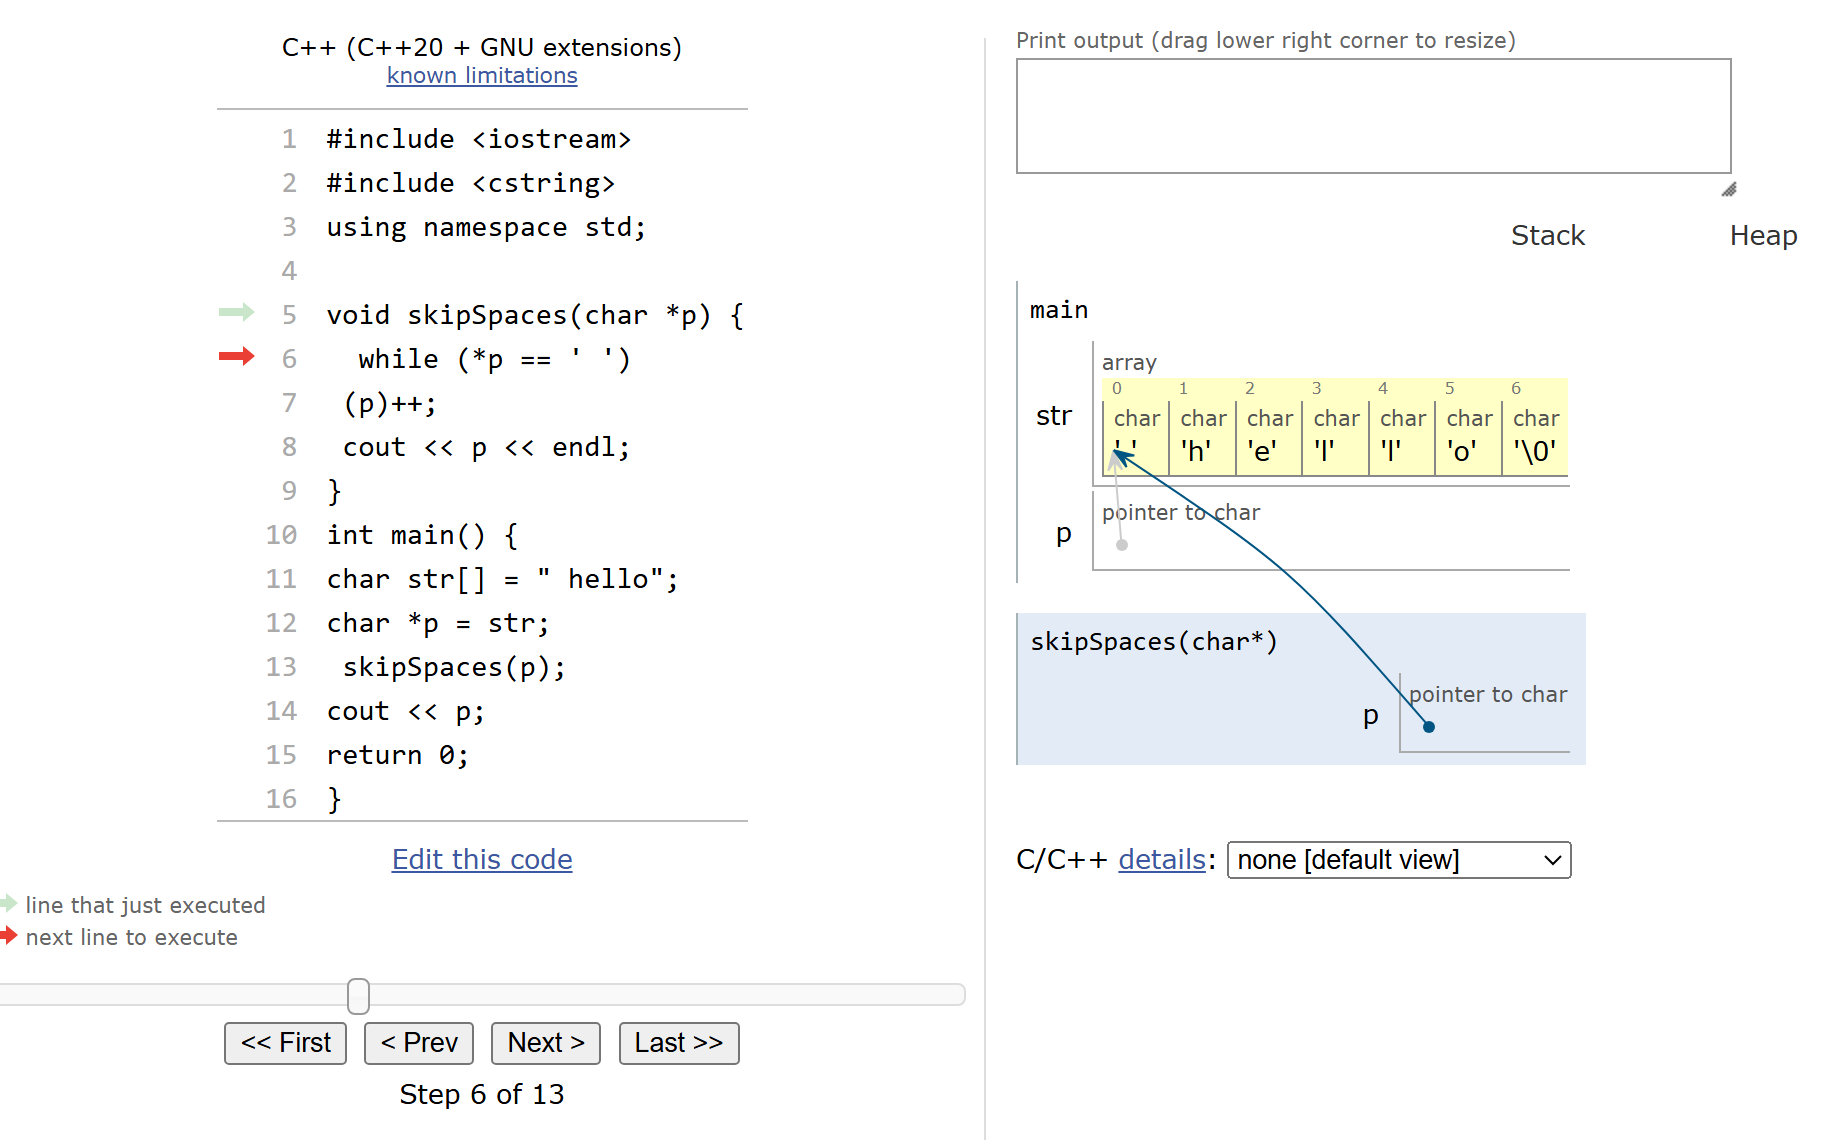 C++ (C++20 + GNU extensions)
known limitations
1 #include <iostream>
2 #include <cstring>
3 using namespace std;
4
5 void skipSpaces(char *p) {
6   while (*p == ' ')
7  (p)++;
8  cout << p << endl;
9 }
10 int main() {
11 char str[] = " hello";
12 char *p = str;
13  skipSpaces(p);
14 cout << p;
15 return 0;
16 }
Edit this code
line that just executed
next line to execute
<< First < Prev Next > Last >>
Step 6 of 13
Print output (drag lower right corner to resize)
Stack Heap
main
array
0 1 2 3 4 5 6
str
char char char char char char char
' ' 'h' 'e' 'l' 'l' 'o' '\0'
pointer to char
p
skipSpaces(char*)
pointer to char
p
C/C++ details: none [default view]